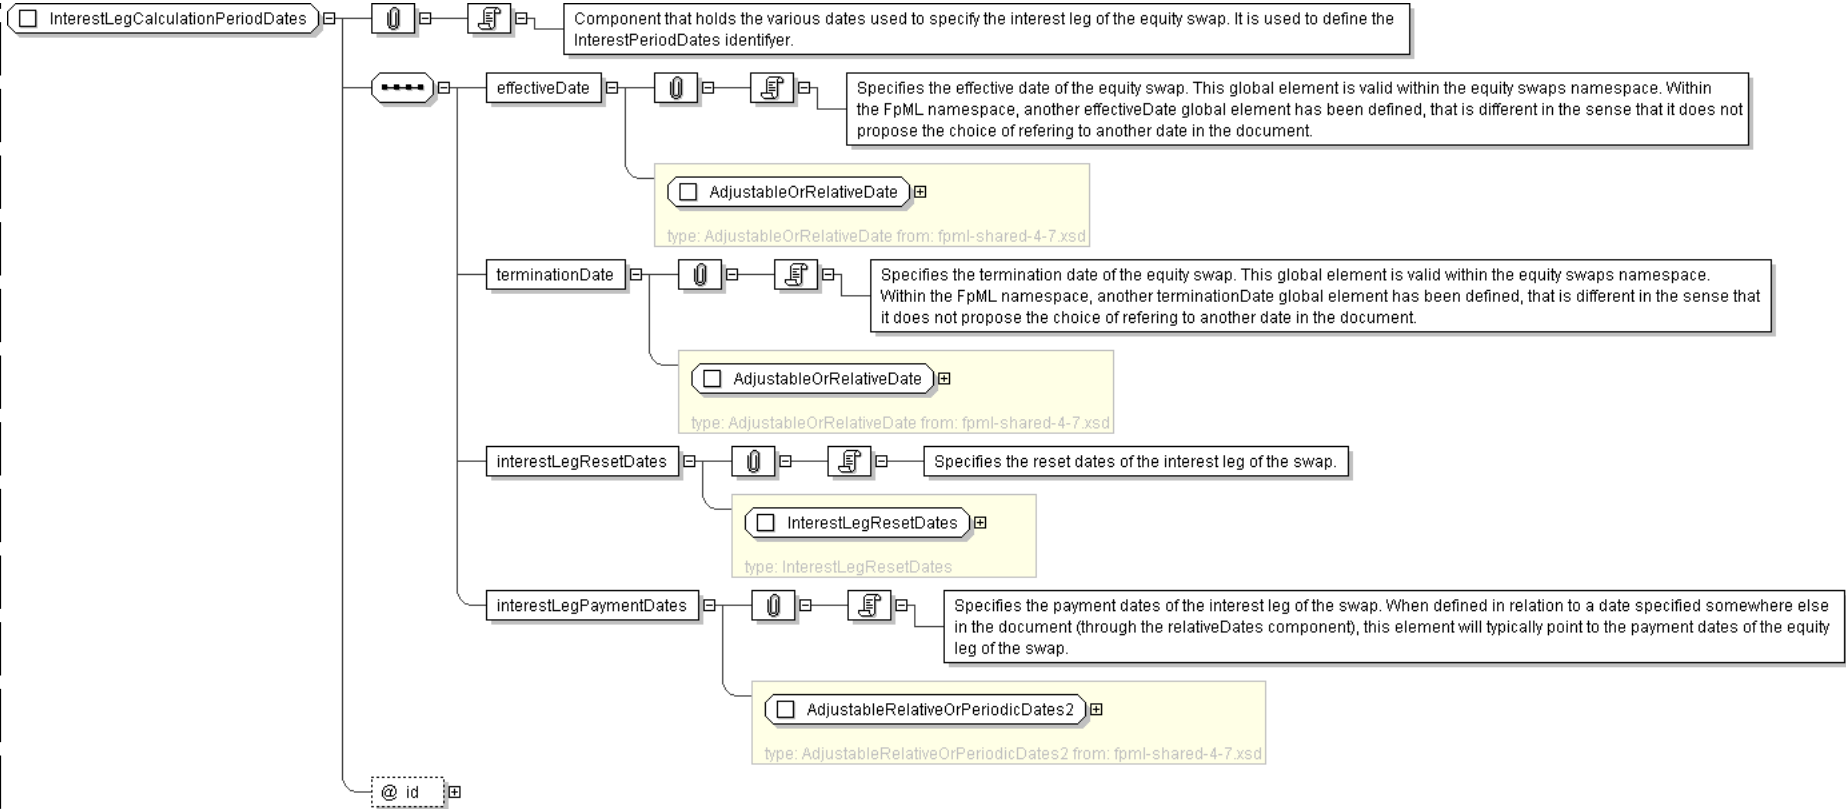 InterestLegCalculationPeriodDates
Component that holds the various dates used to specify the interest leg of the equity swap. It is used to define the
InterestPeriodDates identifyer.
effectiveDate
Specifies the effective date of the equity swap. This global element is valid within the equity swaps namespace. Within
the FpML namespace, another effectiveDate global element has been defined, that is different in the sense that it does not
propose the choice of refering to another date in the document.
AdjustableOrRelativeDate
type: AdjustableOrRelativeDate from: fpml-shared-4-7.xsd
terminationDate
Specifies the termination date of the equity swap. This global element is valid within the equity swaps namespace.
Within the FpML namespace, another terminationDate global element has been defined, that is different in the sense that
it does not propose the choice of refering to another date in the document.
AdjustableOrRelativeDate
type: AdjustableOrRelativeDate from: fpml-shared-4-7.xsd
interestLegResetDates
Specifies the reset dates of the interest leg of the swap.
InterestLegResetDates
type: InterestLegResetDates
interestLegPaymentDates
Specifies the payment dates of the interest leg of the swap. When defined in relation to a date specified somewhere else
in the document (through the relativeDates component), this element will typically point to the payment dates of the equity
leg of the swap.
AdjustableRelativeOrPeriodicDates2
type: AdjustableRelativeOrPeriodicDates2 from: fpml-shared-4-7.xsd
@ id